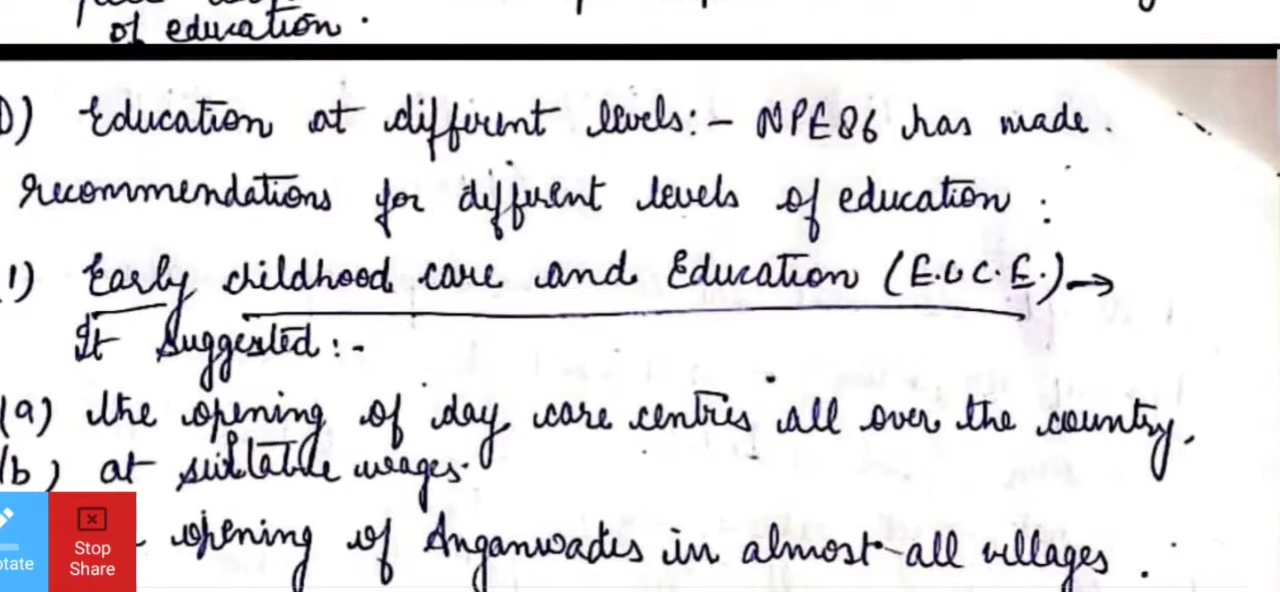 of education.
D) Education at different levels:- NPE86 has made.
recommendations for different levels of education:
1) Early childhood care and Education (E.C.C.E.)→
It Suggested:-
(a) the opening of day care centres all over the country.
(b) at suitable wages.
opening of Anganwadis in almost all villages.
otate
Stop
Share